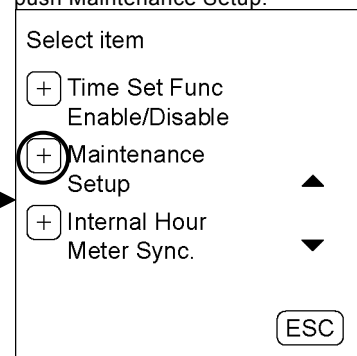 push Maintenance Setup.
Select item
+ Time Set Func
Enable/Disable
+ Maintenance
Setup
+ Internal Hour
Meter Sync.
ESC